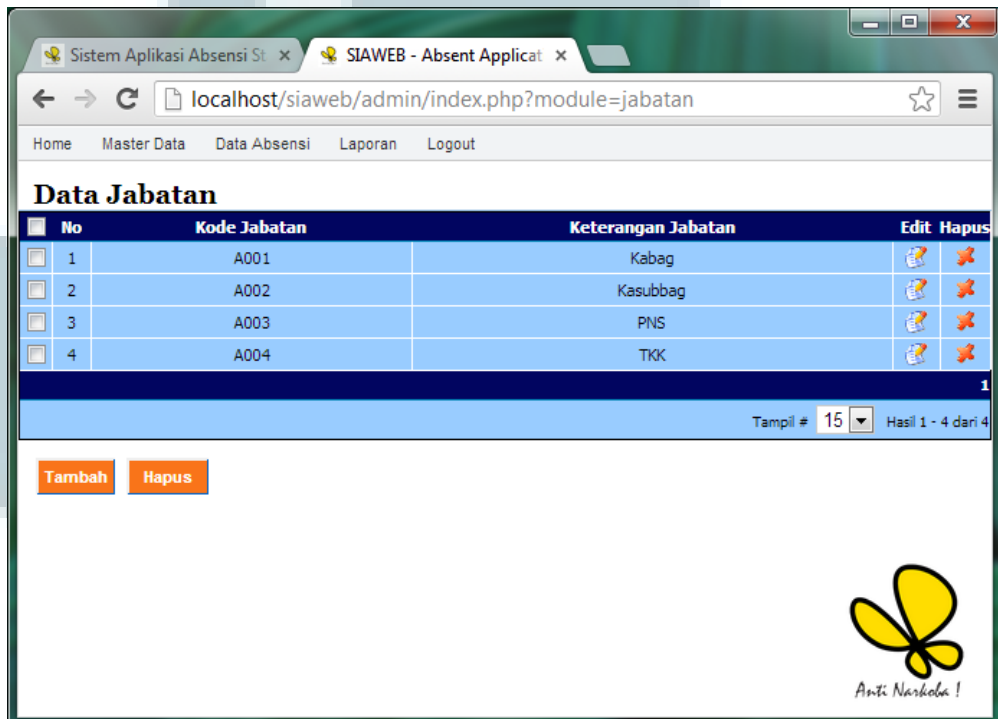 Sistem Aplikasi Absensi St
SIAWEB - Absent Applicat
localhost/siaweb/admin/index.php?module=jabatan
Home Master Data Data Absensi Laporan Logout
Data Jabatan
No Kode Jabatan Keterangan Jabatan Edit Hapus
1 A001 Kabag
2 A002 Kasubbag
3 A003 PNS
4 A004 TKK
1
Tampil # 15 Hasil 1 - 4 dari 4
Tambah Hapus
Anti Narkoba !